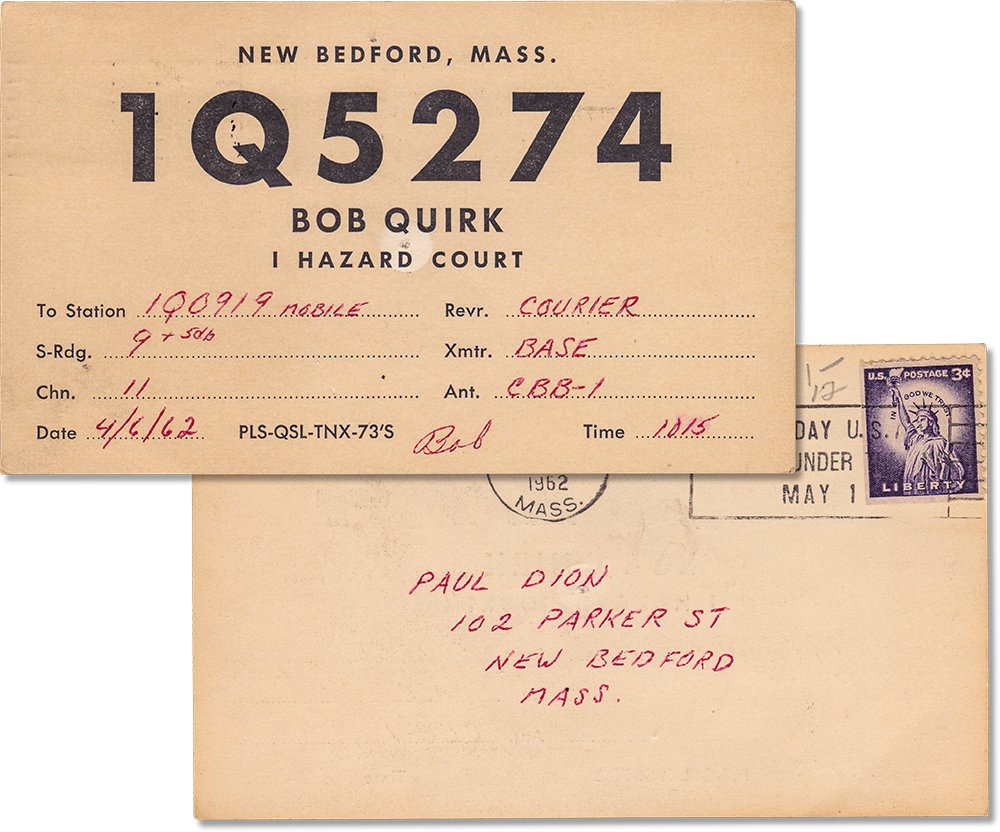 NEW BEDFORD, MASS.
1Q5274
BOB QUIRK
1 HAZARD COURT
To Station 1Q0919 MOBILE
Revr. COURIER
S-Rdg. 9 + 5db
Xmtr. BASE
Chn. 11
Ant. CBB-1
Date 4/6/62 PLS-QSL-TNX-73'S Bob Time 1015
U.S. POSTAGE 3¢
IN GOD WE TRUST
LIBERTY
DAY U.S.
UNDER
MAY 1
1962
MASS.
PAUL DION
102 PARKER ST
NEW BEDFORD
MASS.